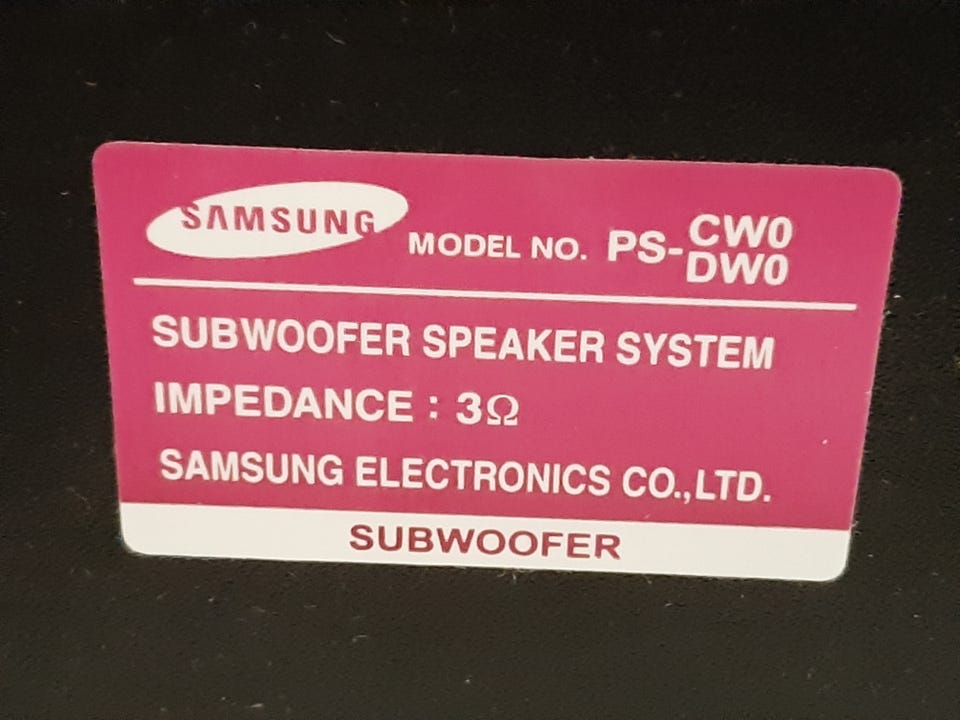 SAMSUNG MODEL NO. PS-CW0
DW0
SUBWOOFER SPEAKER SYSTEM
IMPEDANCE : 3Ω
SAMSUNG ELECTRONICS CO.,LTD.
SUBWOOFER